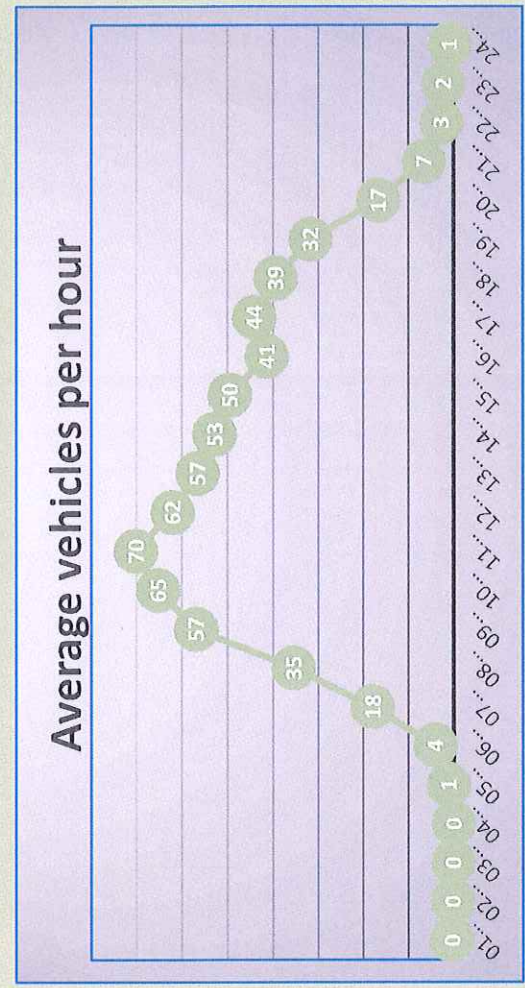 Average vehicles per hour
0 0 0 0 1 4 18 35 57 65 70 62 57 53 50 41 44 39 32 17 7 3 2 1
01... 02... 03... 04... 05... 06... 07... 08... 09... 10... 11... 12... 13... 14... 15... 16... 17... 18... 19... 20... 21... 22... 23... 24...